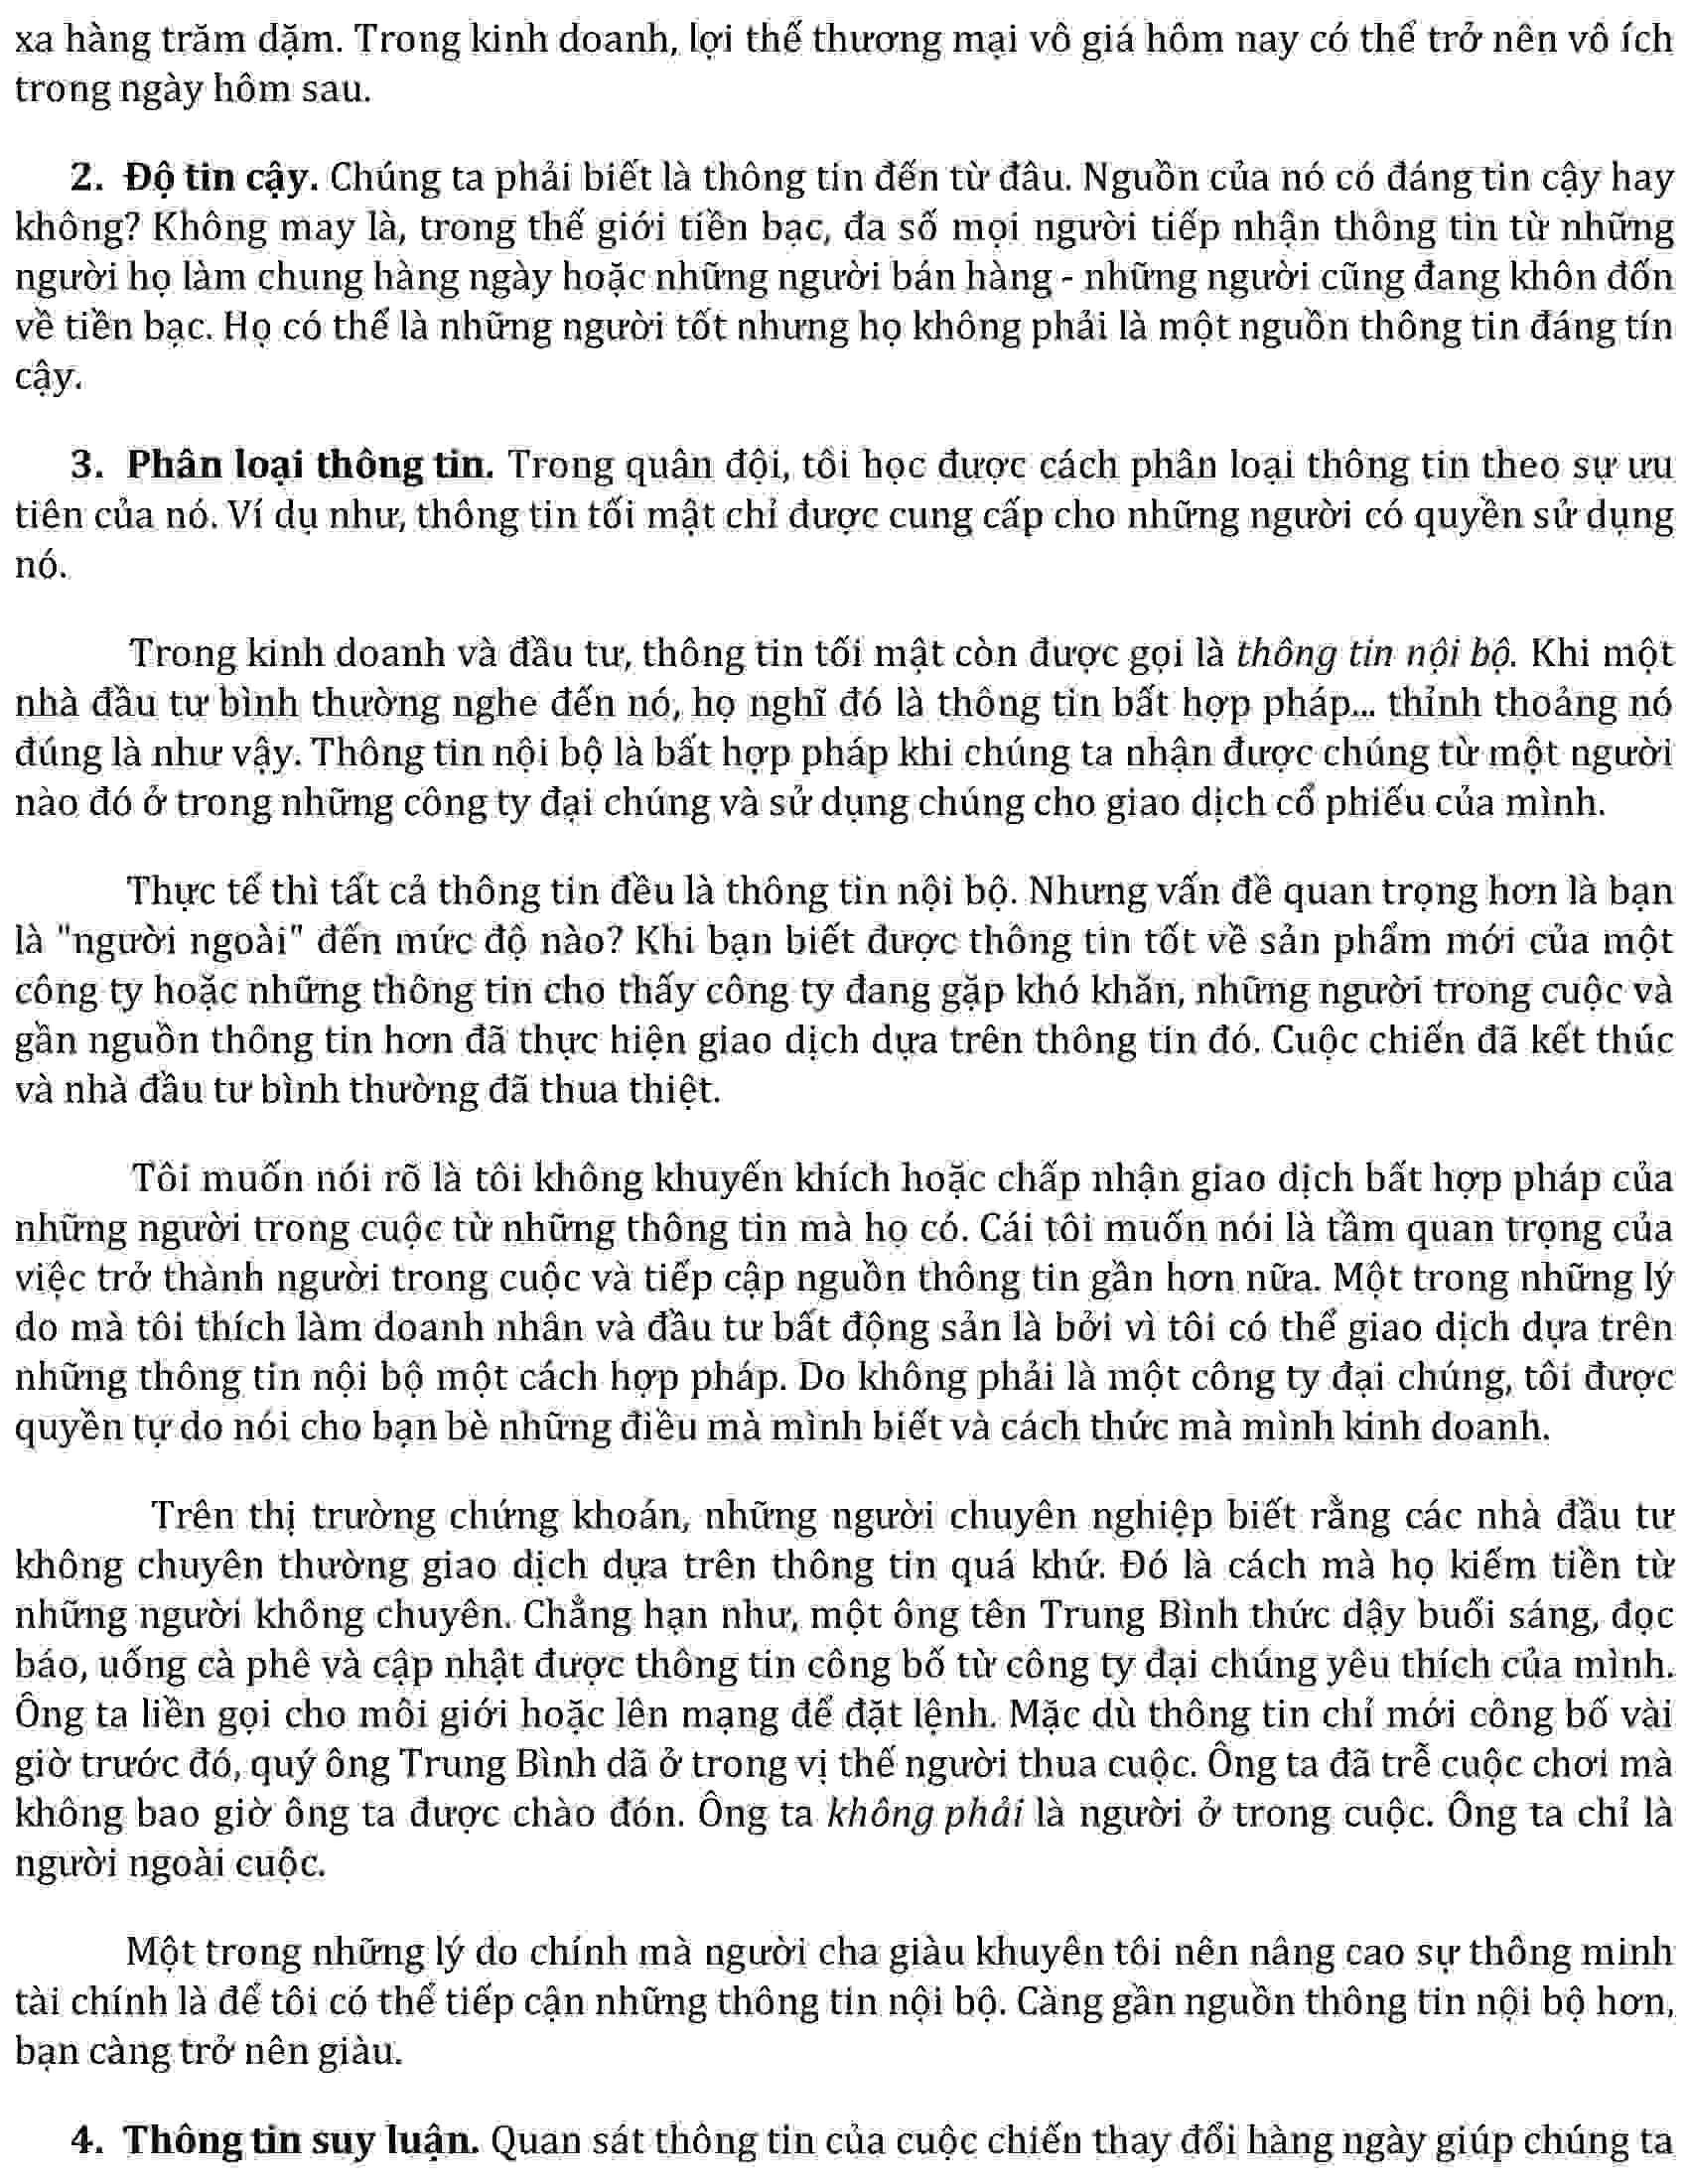 xa hàng trăm dặm. Trong kinh doanh, lợi thế thương mại vô giá hôm nay có thể trở nên vô ích
trong ngày hôm sau.
2. Độ tin cậy. Chúng ta phải biết là thông tin đến từ đâu. Nguồn của nó có đáng tin cậy hay
không? Không may là, trong thế giới tiền bạc, đa số mọi người tiếp nhận thông tin từ những
người họ làm chung hàng ngày hoặc những người bán hàng - những người cũng đang khôn đốn
về tiền bạc. Họ có thể là những người tốt nhưng họ không phải là một nguồn thông tin đáng tín
cậy.
3. Phân loại thông tin. Trong quân đội, tôi học được cách phân loại thông tin theo sự ưu
tiên của nó. Ví dụ như, thông tin tối mật chỉ được cung cấp cho những người có quyền sử dụng
nó.
Trong kinh doanh và đầu tư, thông tin tối mật còn được gọi là thông tin nội bộ. Khi một
nhà đầu tư bình thường nghe đến nó, họ nghĩ đó là thông tin bất hợp pháp... thỉnh thoảng nó
đúng là như vậy. Thông tin nội bộ là bất hợp pháp khi chúng ta nhận được chúng từ một người
nào đó ở trong những công ty đại chúng và sử dụng chúng cho giao dịch cổ phiếu của mình.
Thực tế thì tất cả thông tin đều là thông tin nội bộ. Nhưng vấn đề quan trọng hơn là bạn
là "người ngoài" đến mức độ nào? Khi bạn biết được thông tin tốt về sản phẩm mới của một
công ty hoặc những thông tin cho thấy công ty đang gặp khó khăn, những người trong cuộc và
gần nguồn thông tin hơn đã thực hiện giao dịch dựa trên thông tin đó. Cuộc chiến đã kết thúc
và nhà đầu tư bình thường đã thua thiệt.
Tôi muốn nói rõ là tôi không khuyến khích hoặc chấp nhận giao dịch bất hợp pháp của
những người trong cuộc từ những thông tin mà họ có. Cái tôi muốn nói là tầm quan trọng của
việc trở thành người trong cuộc và tiếp cập nguồn thông tin gần hơn nữa. Một trong những lý
do mà tôi thích làm doanh nhân và đầu tư bất động sản là bởi vì tôi có thể giao dịch dựa trên
những thông tin nội bộ một cách hợp pháp. Do không phải là một công ty đại chúng, tôi được
quyền tự do nói cho bạn bè những điều mà mình biết và cách thức mà mình kinh doanh.
Trên thị trường chứng khoán, những người chuyên nghiệp biết rằng các nhà đầu tư
không chuyên thường giao dịch dựa trên thông tin quá khứ. Đó là cách mà họ kiếm tiền từ
những người không chuyên. Chẳng hạn như, một ông tên Trung Bình thức dậy buổi sáng, đọc
báo, uống cà phê và cập nhật được thông tin công bố từ công ty đại chúng yêu thích của mình.
Ông ta liền gọi cho môi giới hoặc lên mạng để đặt lệnh. Mặc dù thông tin chỉ mới công bố vài
giờ trước đó, quý ông Trung Bình dã ở trong vị thế người thua cuộc. Ông ta đã trễ cuộc chơi mà
không bao giờ ông ta được chào đón. Ông ta không phải là người ở trong cuộc. Ông ta chỉ là
người ngoài cuộc.
Một trong những lý do chính mà người cha giàu khuyên tôi nên nâng cao sự thông minh
tài chính là để tôi có thể tiếp cận những thông tin nội bộ. Càng gần nguồn thông tin nội bộ hơn,
bạn càng trở nên giàu.
4. Thông tin suy luận. Quan sát thông tin của cuộc chiến thay đổi hàng ngày giúp chúng ta